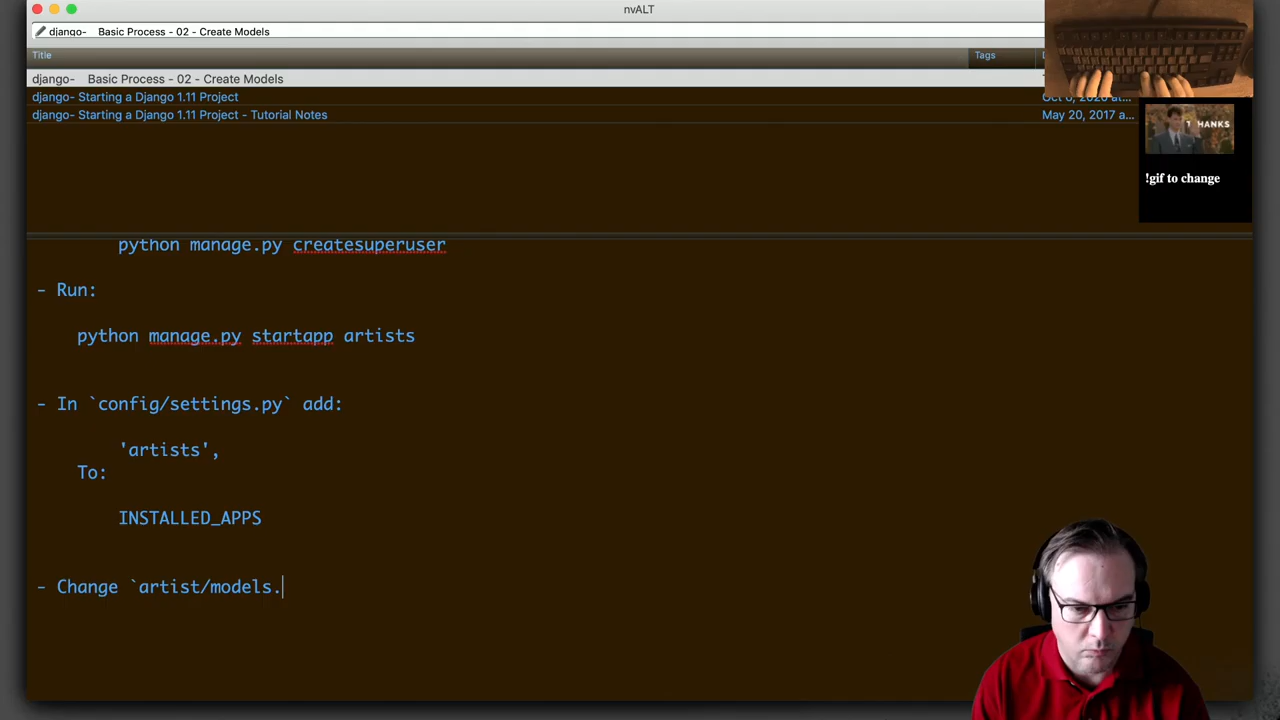 nvALT
django- Basic Process - 02 - Create Models
Title Tags
django- Basic Process - 02 - Create Models
django- Starting a Django 1.11 Project
django- Starting a Django 1.11 Project - Tutorial Notes May 20, 2017 a...
THANKS
!gif to change
python manage.py createsuperuser
- Run:
python manage.py startapp artists
- In `config/settings.py` add:
'artists',
To:
INSTALLED_APPS
- Change `artist/models.